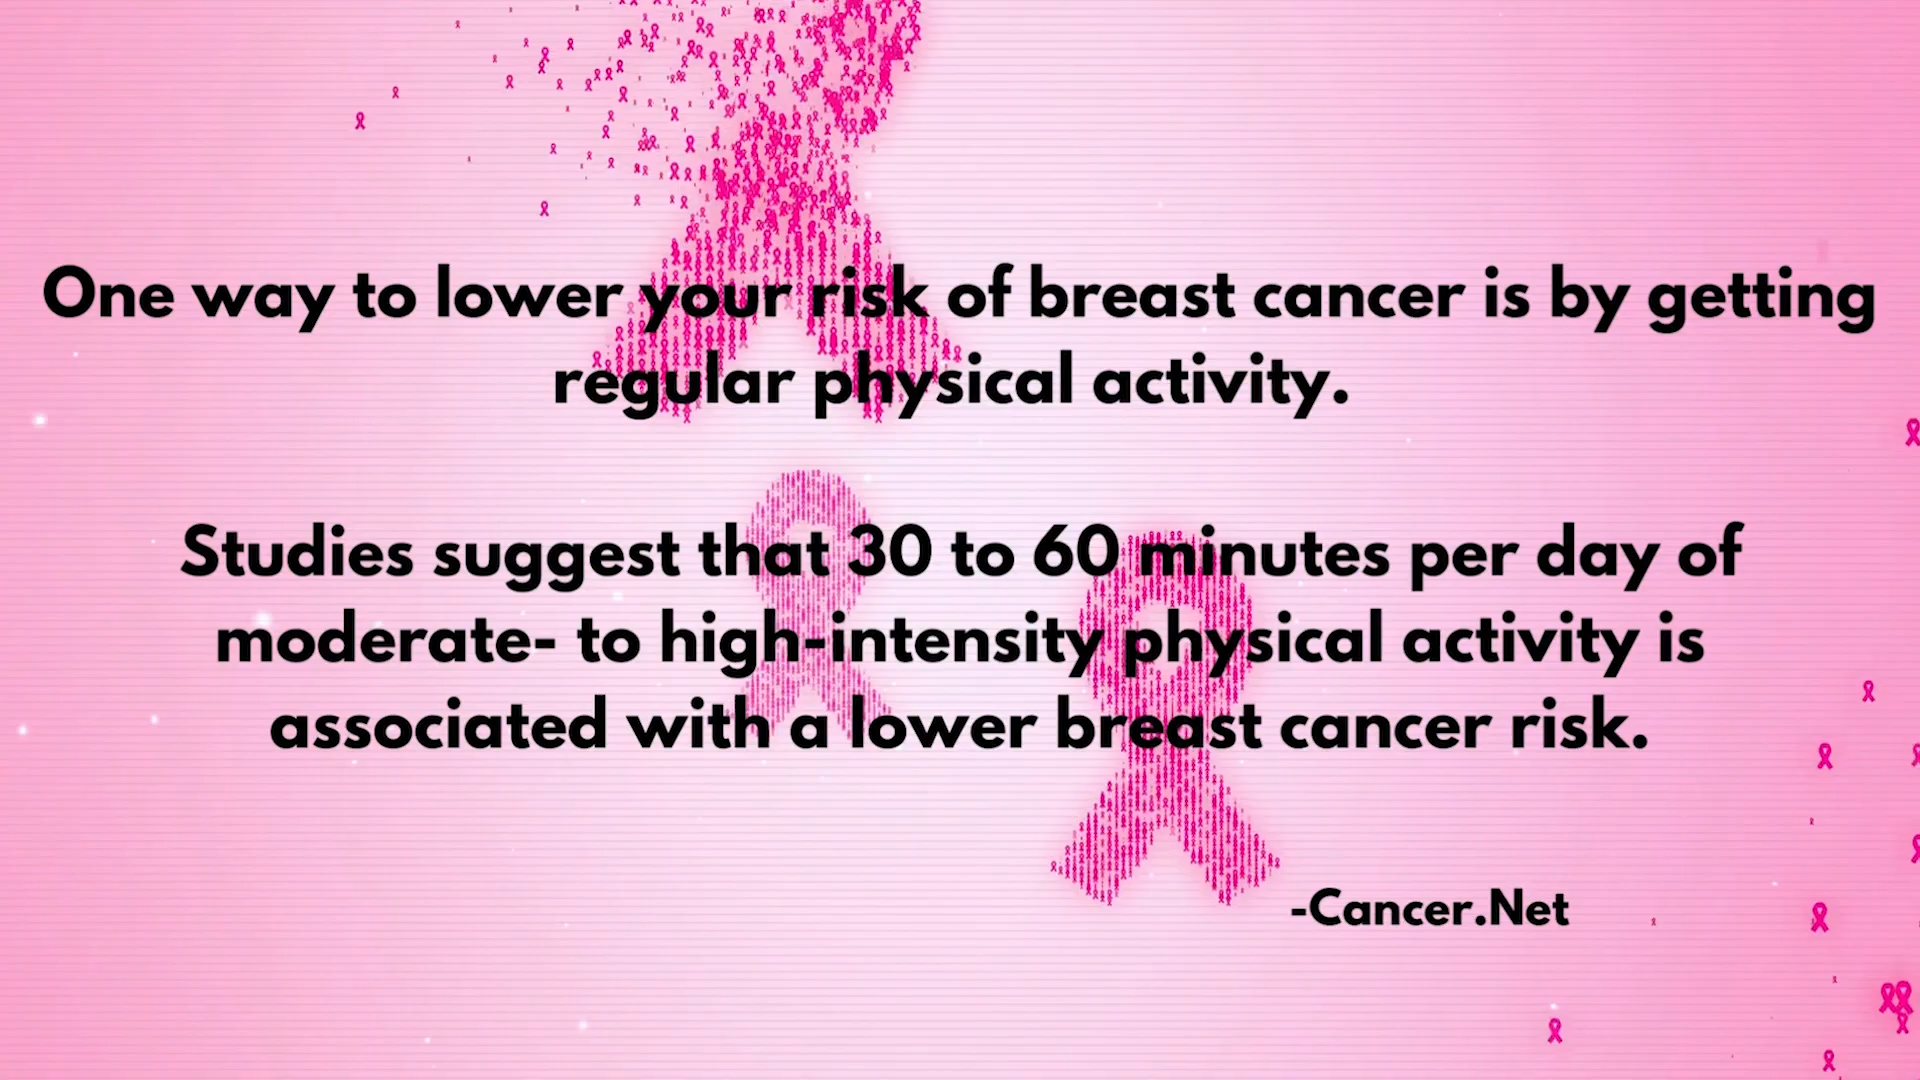 One way to lower your risk of breast cancer is by getting
regular physical activity.
Studies suggest that 30 to 60 minutes per day of
moderate- to high-intensity physical activity is
associated with a lower breast cancer risk.
-Cancer.Net